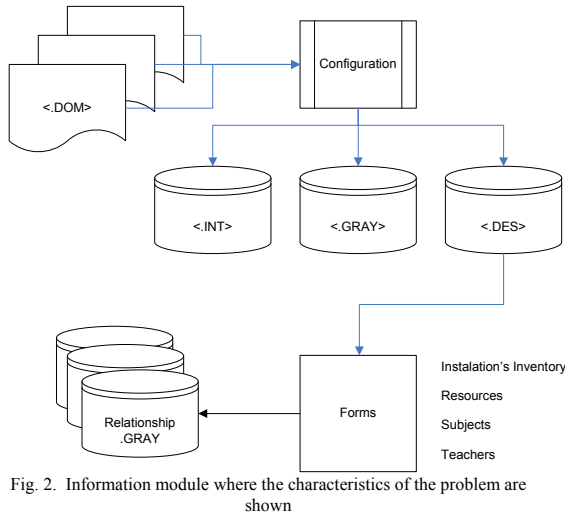 <.DOM>
Configuration
<.INT>
<.GRAY>
<.DES>
Relationship
.GRAY
Forms
Instalation's Inventory
Resources
Subjects
Teachers
Fig. 2.  Information module where the characteristics of the problem are
shown